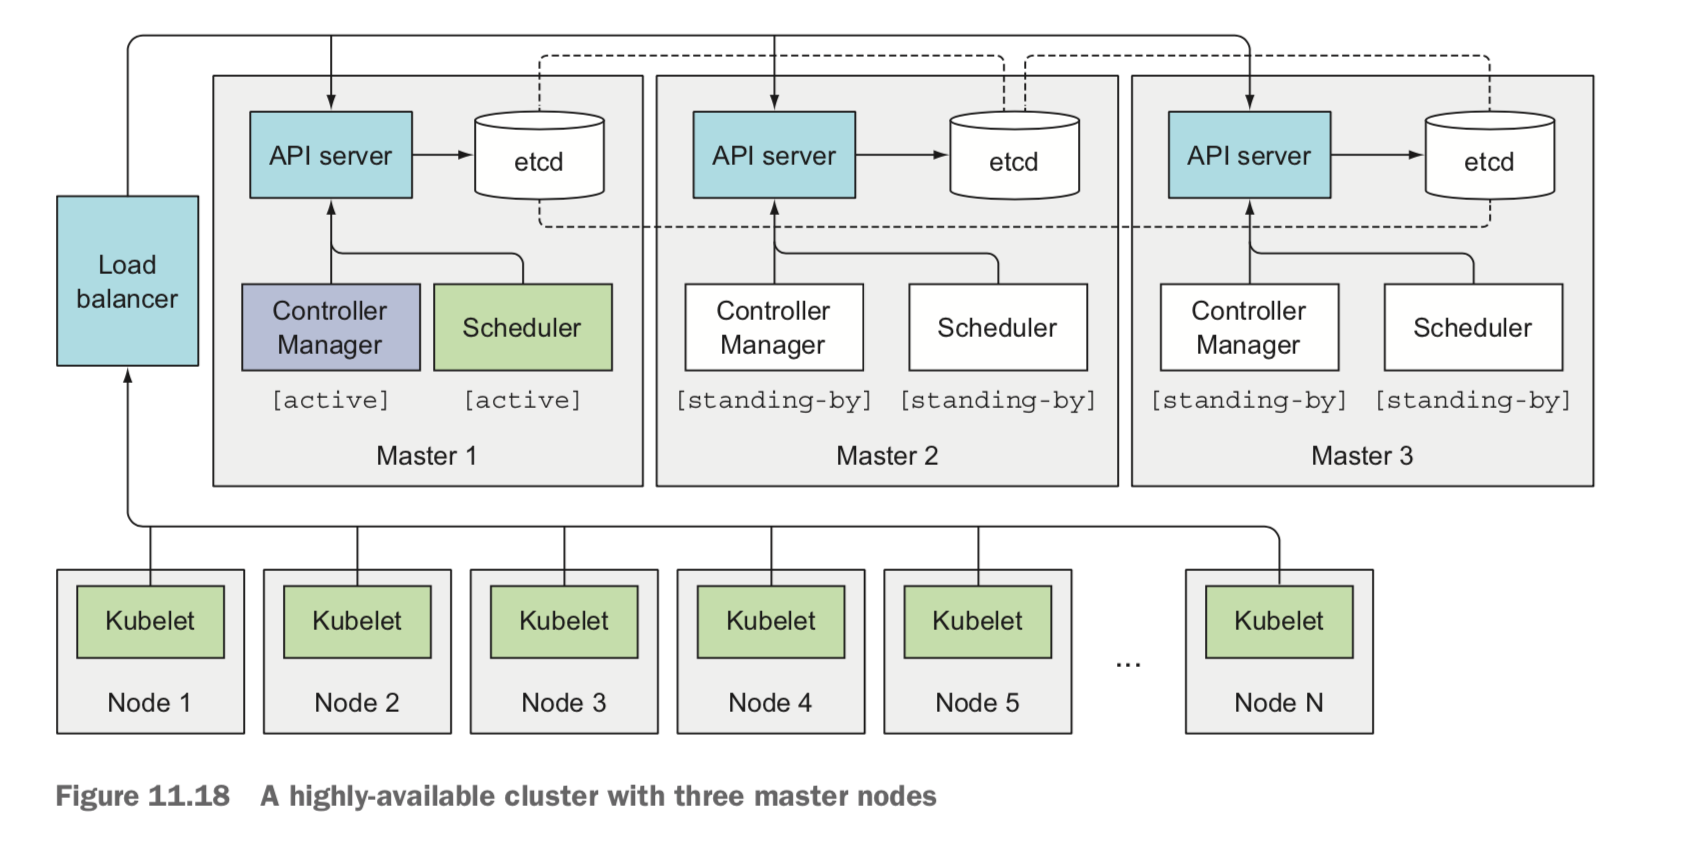 API server
etcd
API server
etcd
API server
etcd
Load
balancer
Controller
Manager
Scheduler
Controller
Manager
Scheduler
Controller
Manager
Scheduler
[active]
[active]
[standing-by]
[standing-by]
[standing-by]
[standing-by]
Master 1
Master 2
Master 3
Kubelet
Kubelet
Kubelet
Kubelet
Kubelet
...
Kubelet
Node 1
Node 2
Node 3
Node 4
Node 5
Node N
Figure 11.18 A highly-available cluster with three master nodes